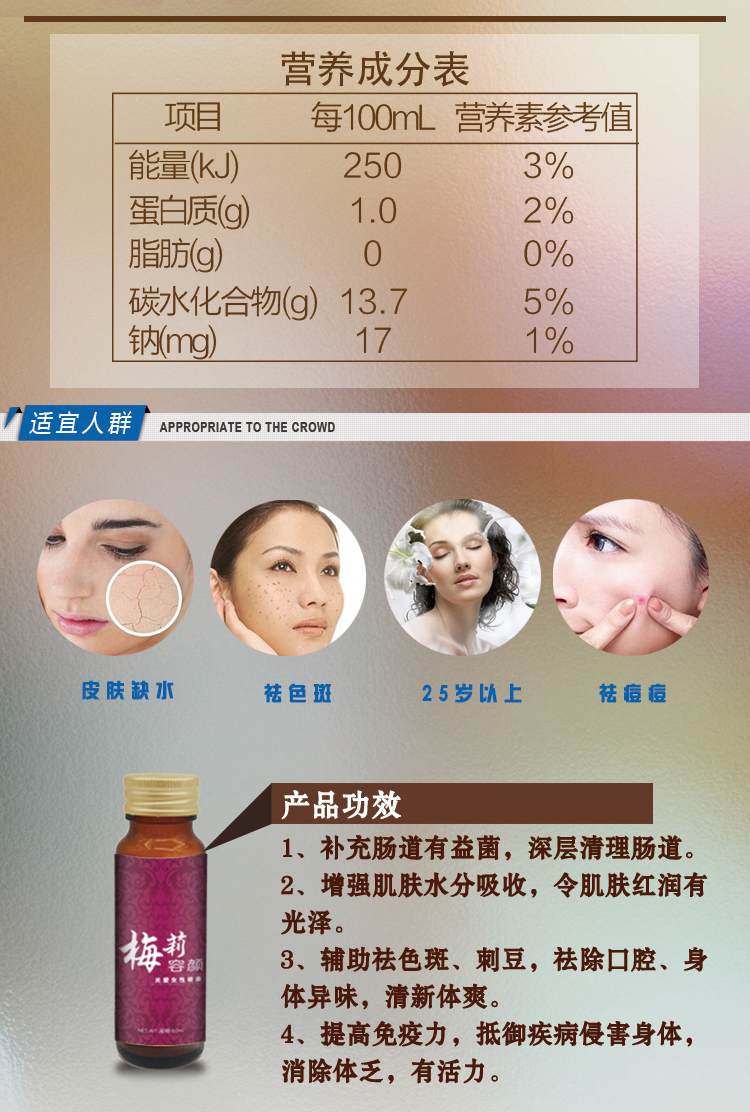 营养成分表
项目 每100mL 营养素参考值
能量(kJ) 250 3%
蛋白质(g) 1.0 2%
脂肪(g) 0 0%
碳水化合物(g) 13.7 5%
钠(mg) 17 1%
适宜人群 APPROPRIATE TO THE CROWD
皮肤缺水 祛色斑 25岁以上 祛痘痘
产品功效
1、补充肠道有益菌，深层清理肠道。
2、增强肌肤水分吸收，令肌肤红润有
光泽。
3、辅助祛色斑、刺豆，祛除口腔、身
体异味，清新体爽。
4、提高免疫力，抵御疾病侵害身体，
消除体乏，有活力。
梅莉
容颜